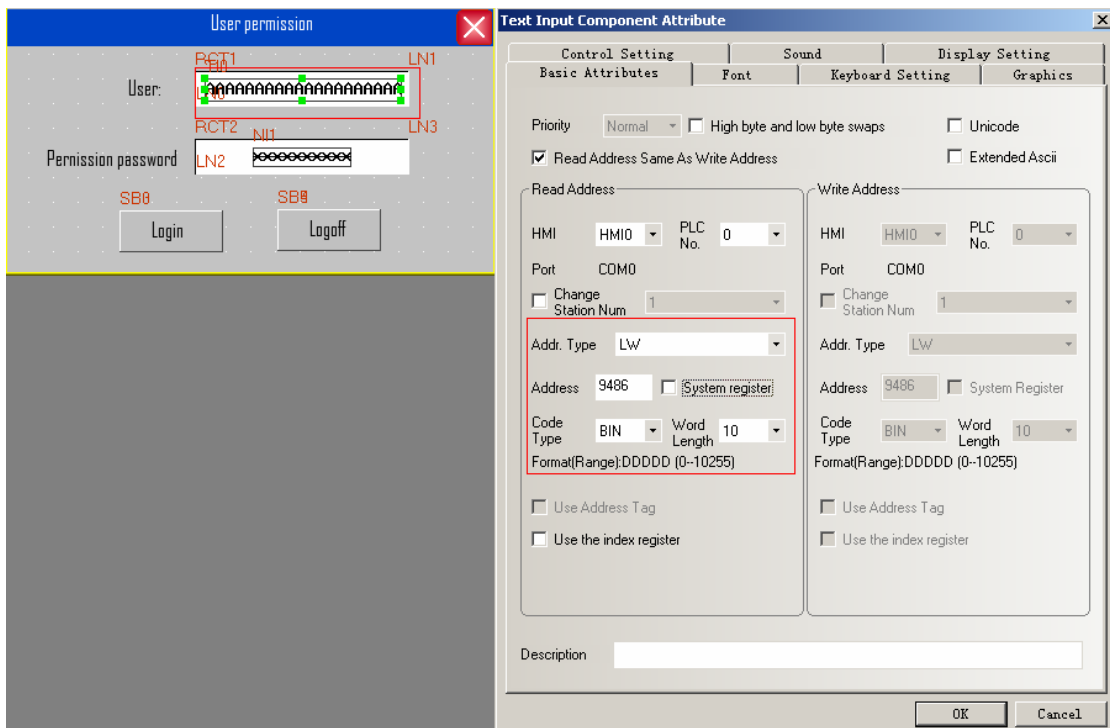 User permission
RCT1
LN1
User:
AAAAAAAAAAAAAAAAAAAA
RCT2
LN3
NI1
Pernission password
LN2
Login
Logoff
Text Input Component Attribute
Control Setting Sound Display Setting
Basic Attributes Font Keyboard Setting Graphics
Priority Normal High byte and low byte swaps Unicode
Read Address Same As Write Address Extended Ascii
Read Address
HMI HMI0 PLC No. 0
Port COM0
Change Station Num 1
Addr. Type LW
Address 9486 System register
Code Type BIN Word Length 10
Format(Range):DDDDD (0--10255)
Use Address Tag
Use the index register
Write Address
HMI HMI0 PLC No. 0
Port COM0
Change Station Num 1
Addr. Type LW
Address 9486 System Register
Code Type BIN Word Length 10
Format(Range):DDDDD (0--10255)
Use Address Tag
Use the index register
Description
OK Cancel